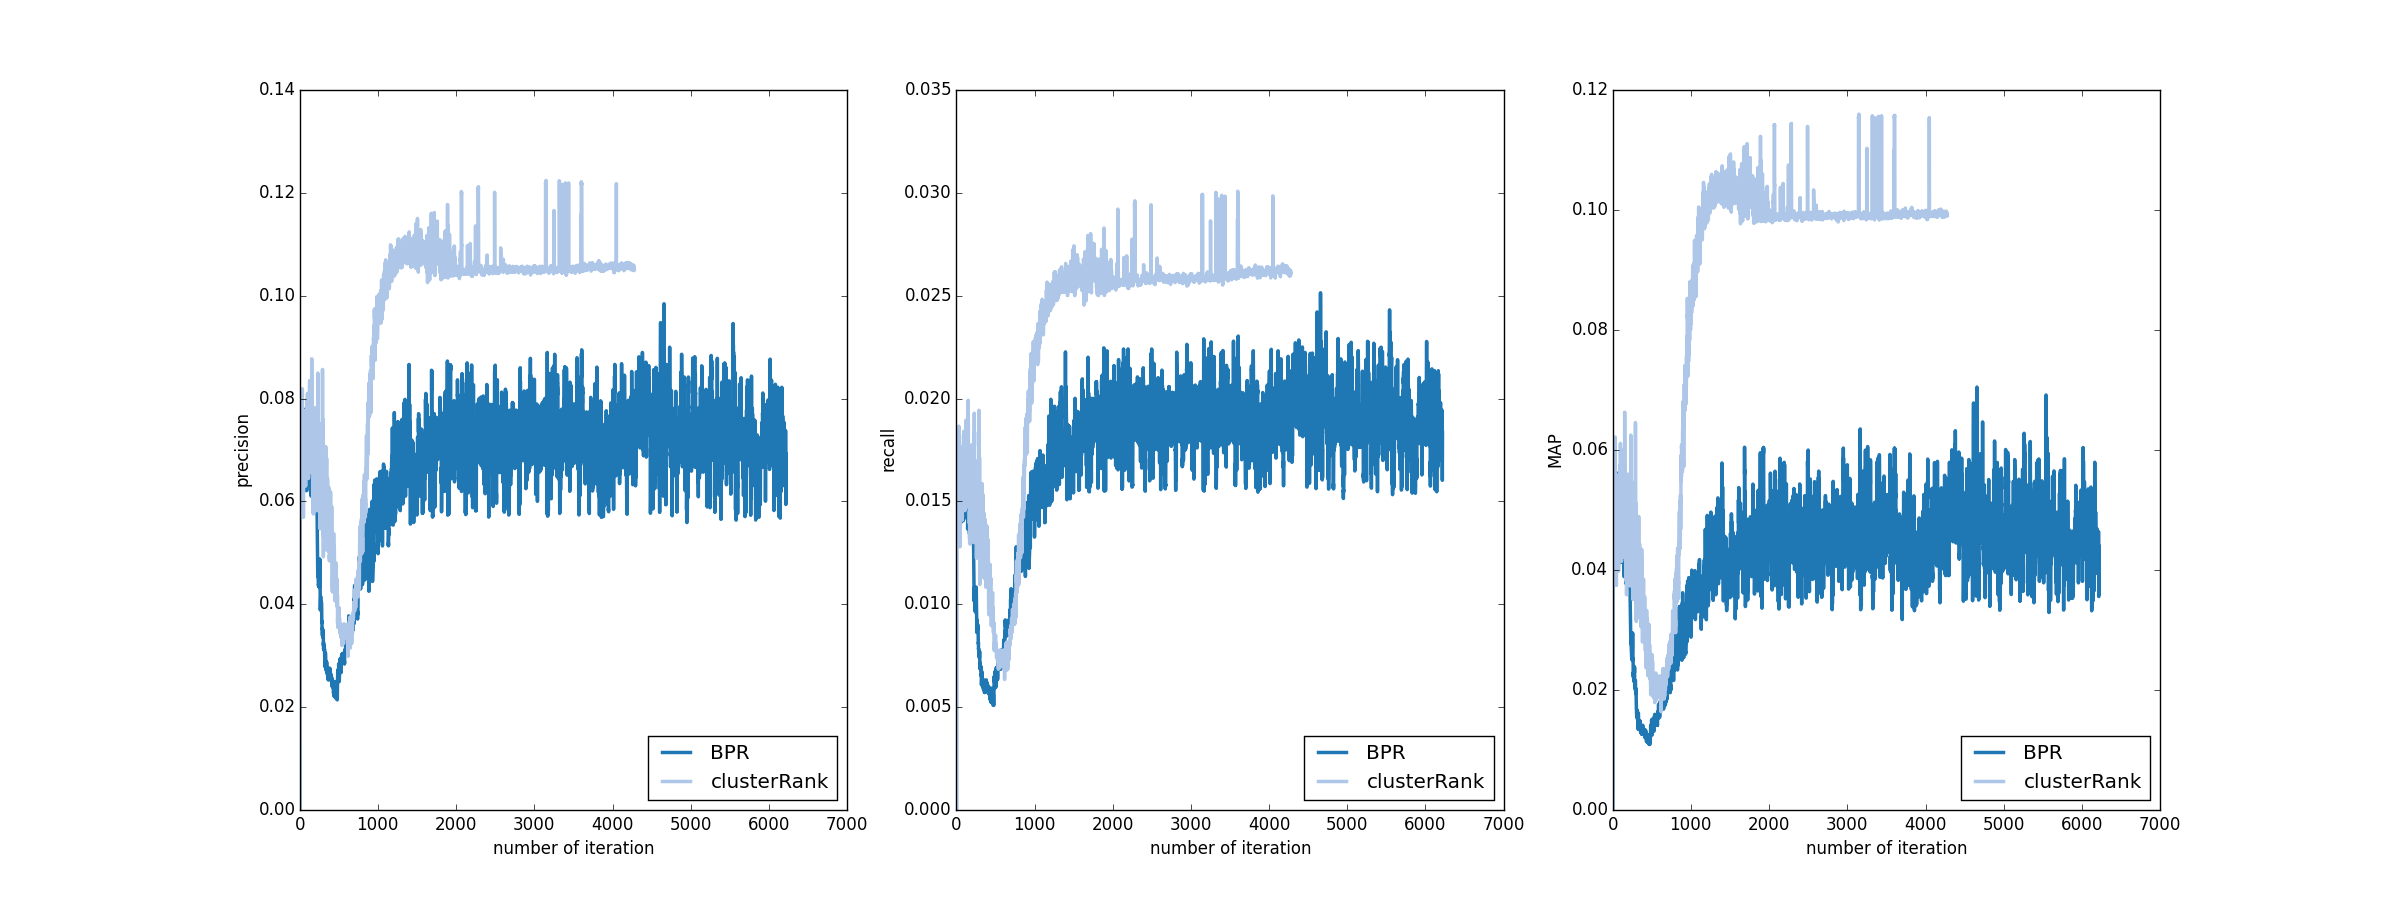 0.14
0.12
0.10
0.08
0.06
0.04
0.02
0.00
precision
0 1000 2000 3000 4000 5000 6000 7000
number of iteration
BPR
clusterRank
0.035
0.030
0.025
0.020
0.015
0.010
0.005
0.000
recall
0 1000 2000 3000 4000 5000 6000 7000
number of iteration
BPR
clusterRank
0.12
0.10
0.08
0.06
0.04
0.02
0.00
MAP
0 1000 2000 3000 4000 5000 6000 7000
number of iteration
BPR
clusterRank